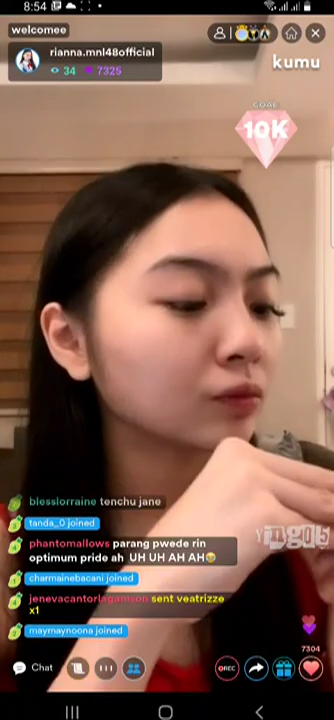 8:54
welcomee
rianna.mnl48official
34 7325
kumu
GOAL
10K
blesslorraine tenchu jane
tanda_0 joined
phantomallows parang pwede rin
optimum pride ah UH UH AH AH
charmainebacani joined
jenevacantorlagamson sent veatrizze
x1
maymaynoona joined
7304
Chat
REC